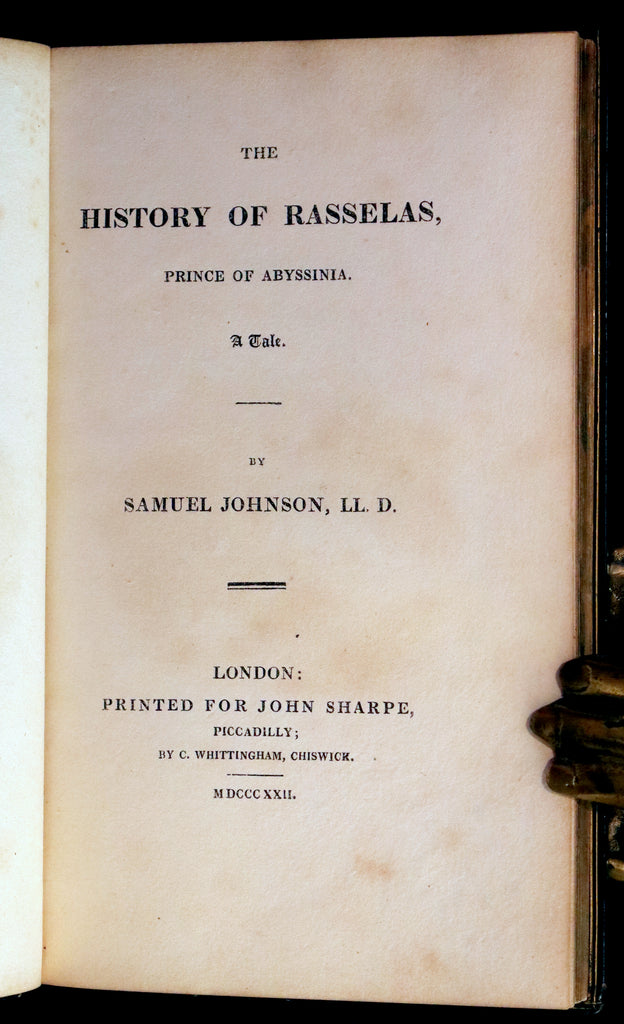 THE
HISTORY OF RASSELAS,
PRINCE OF ABYSSINIA.
A Tale.
BY
SAMUEL JOHNSON, LL. D.
LONDON:
PRINTED FOR JOHN SHARPE,
PICCADILLY;
BY C. WHITTINGHAM, CHISWICK.
MDCCCXXII.